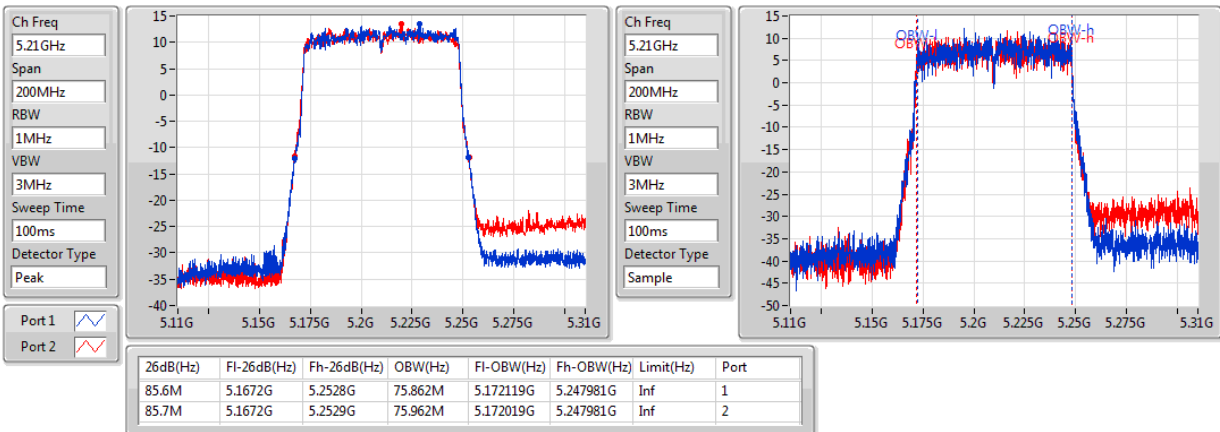 Ch Freq
5.21GHz
Span
200MHz
RBW
1MHz
VBW
3MHz
Sweep Time
100ms
Detector Type
Peak
Port 1
Port 2
15
10
5
0
-5
-10
-15
-20
-25
-30
-35
-40
5.11G 5.15G 5.175G 5.2G 5.225G 5.25G 5.275G 5.31G
Ch Freq
5.21GHz
Span
200MHz
RBW
1MHz
VBW
3MHz
Sweep Time
100ms
Detector Type
Sample
15
10
5
0
-5
-10
-15
-20
-25
-30
-35
-40
-45
-50
OBW-l OBW-h
OBW-h
5.11G 5.15G 5.175G 5.2G 5.225G 5.25G 5.275G 5.31G
26dB(Hz) Fl-26dB(Hz) Fh-26dB(Hz) OBW(Hz) Fl-OBW(Hz) Fh-OBW(Hz) Limit(Hz) Port
85.6M 5.1672G 5.2528G 75.862M 5.172119G 5.247981G Inf 1
85.7M 5.1672G 5.2529G 75.962M 5.172019G 5.247981G Inf 2